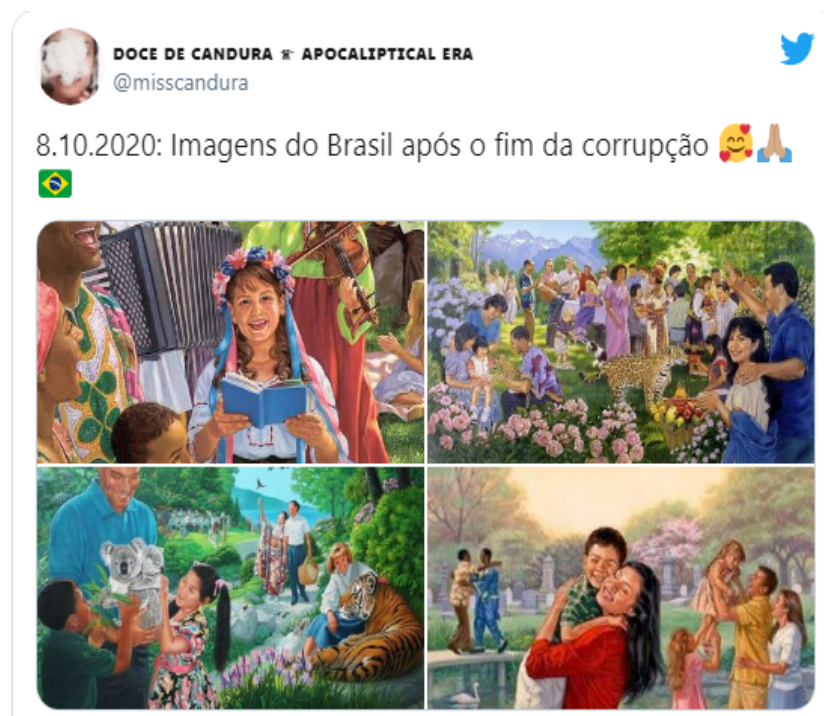 DOCE DE CANDURA ☛ APOCALIPTICAL ERA
@misscandura
8.10.2020: Imagens do Brasil após o fim da corrupção 🥰🙏🏼
🇧🇷